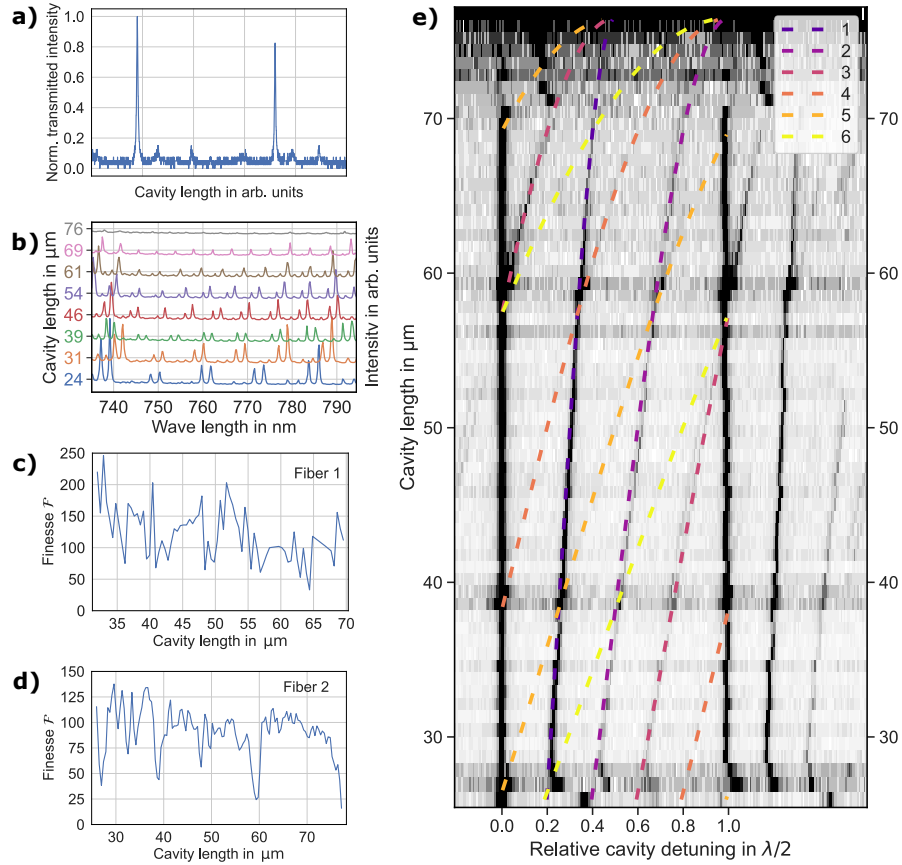 a)
Norm. transmitted intensity
1.0
0.8
0.6
0.4
0.2
0.0
Cavity length in arb. units
b)
Cavity length in μm
76
69
61
54
46
39
31
24
Intensity in arb. units
740 750 760 770 780 790
Wave length in nm
c)
Fiber 1
Finesse 𝓕
250
200
150
100
50
0
35 40 45 50 55 60 65 70
Cavity length in μm
d)
Fiber 2
Finesse 𝓕
150
125
100
75
50
25
0
30 40 50 60 70
Cavity length in μm
e)
1
2
3
4
5
6
Cavity length in μm
70 70
60 60
50 50
40 40
30 30
0.0 0.2 0.4 0.6 0.8 1.0
Relative cavity detuning in λ/2